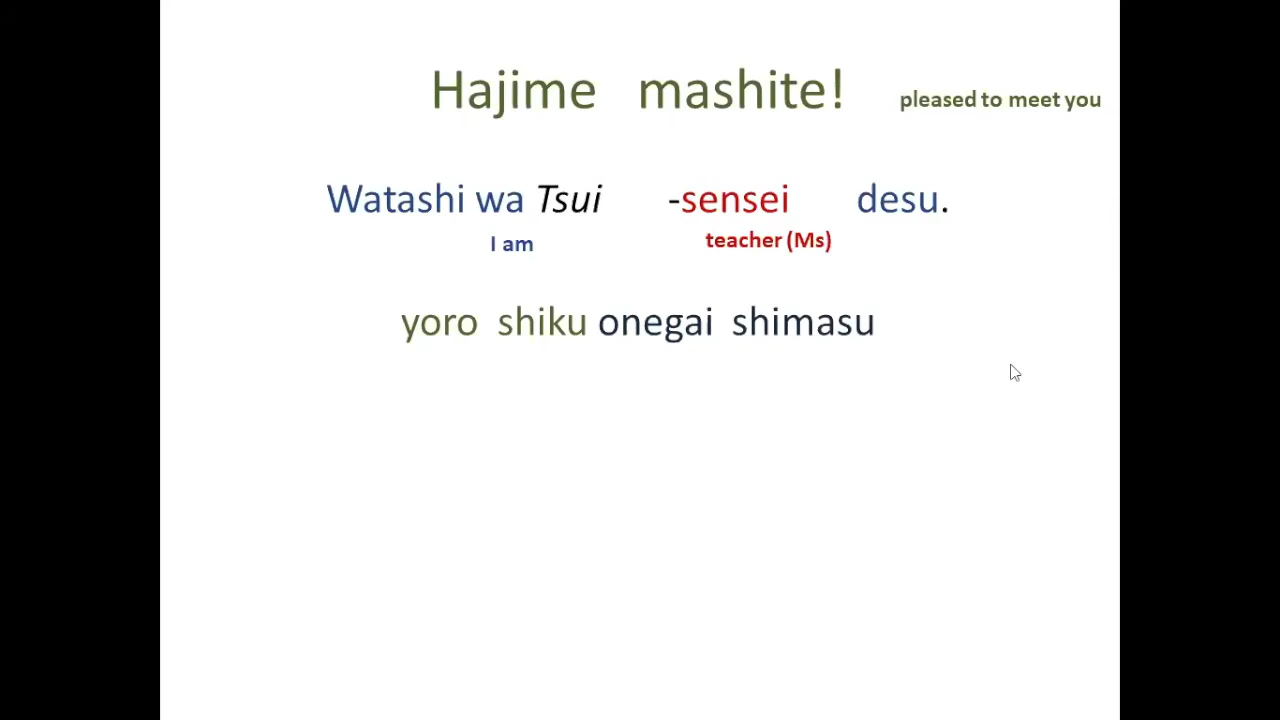 Hajime mashite! pleased to meet you
Watashi wa Tsui -sensei desu.
I am teacher (Ms)
yoro shiku onegai shimasu